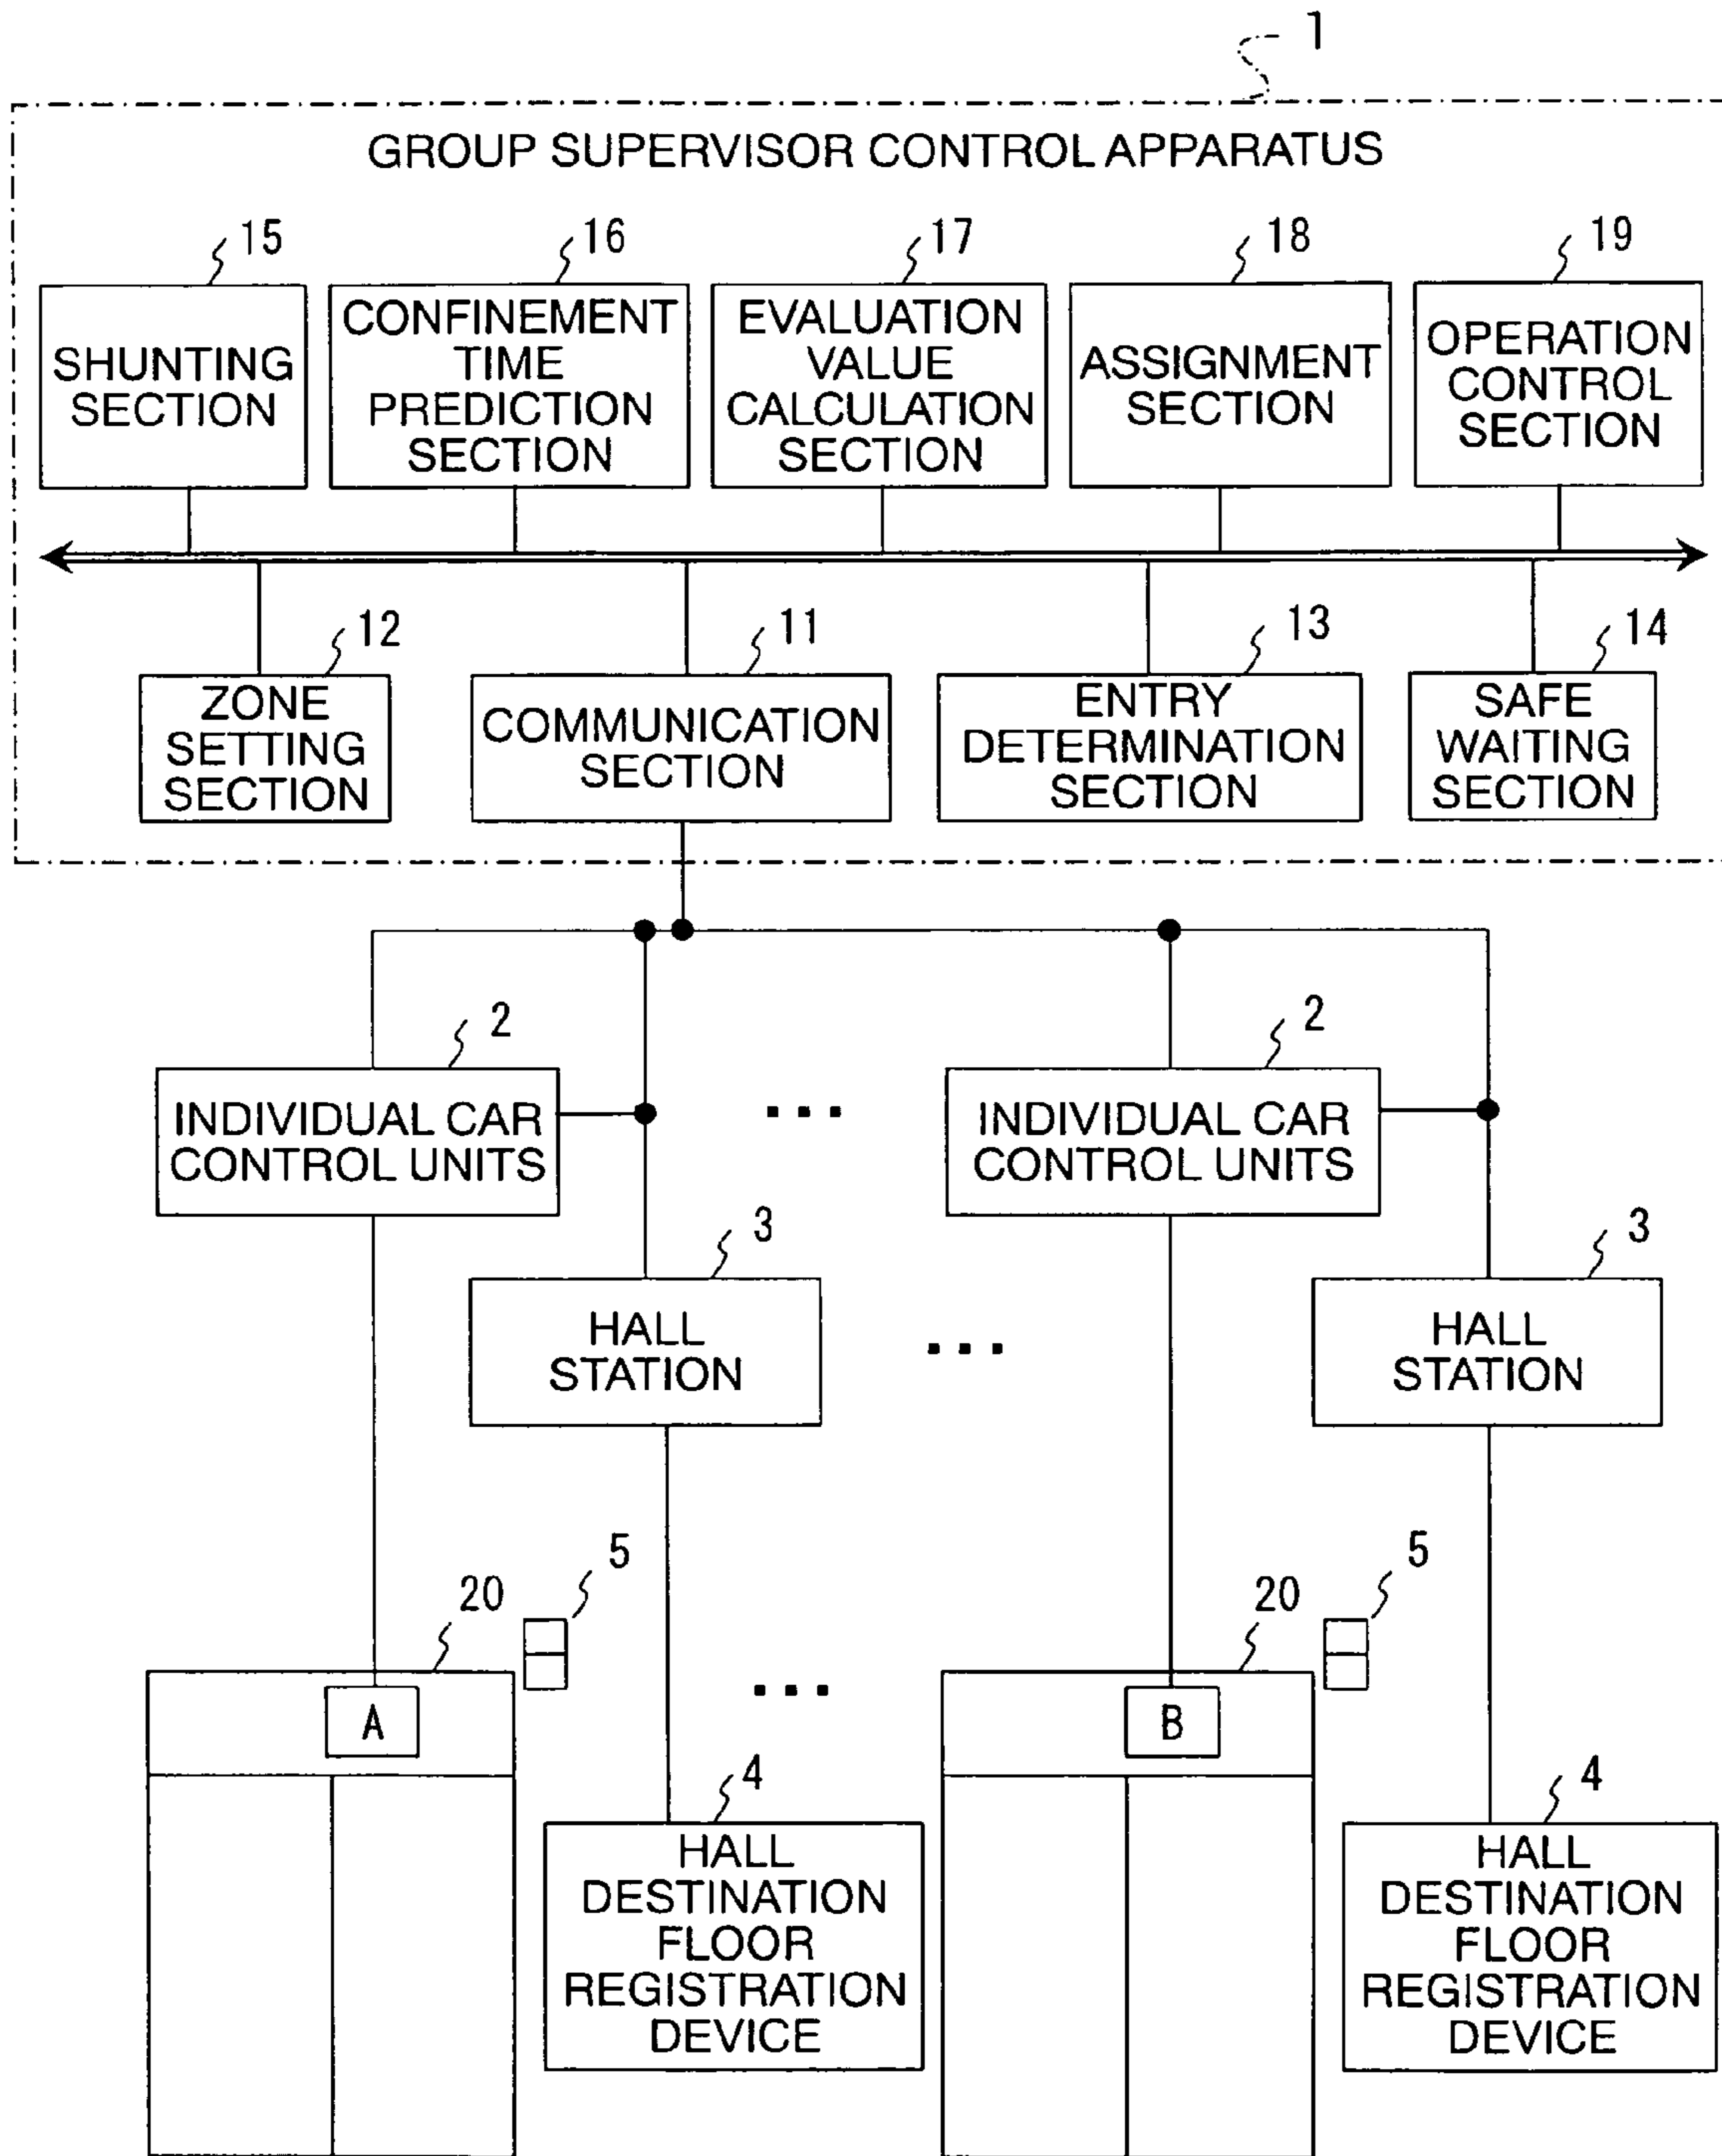 1
GROUP SUPERVISOR CONTROL APPARATUS
15
16
17
18
19
SHUNTING
SECTION
CONFINEMENT
TIME
PREDICTION
SECTION
EVALUATION
VALUE
CALCULATION
SECTION
ASSIGNMENT
SECTION
OPERATION
CONTROL
SECTION
12
11
13
14
ZONE
SETTING
SECTION
COMMUNICATION
SECTION
ENTRY
DETERMINATION
SECTION
SAFE
WAITING
SECTION
2
2
INDIVIDUAL CAR
CONTROL UNITS
...
INDIVIDUAL CAR
CONTROL UNITS
3
3
HALL
STATION
...
HALL
STATION
20
5
20
5
A
...
B
4
4
HALL
DESTINATION
FLOOR
REGISTRATION
DEVICE
HALL
DESTINATION
FLOOR
REGISTRATION
DEVICE